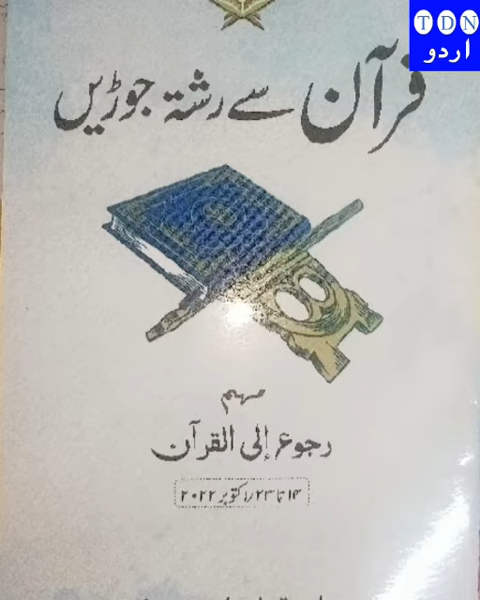 TDN
اردو
قرآن سے رشتہ جوڑیں
مہم
رجوع إلى القرآن
۱۴ تا ۲۳ اکتوبر ۲۰۲۲